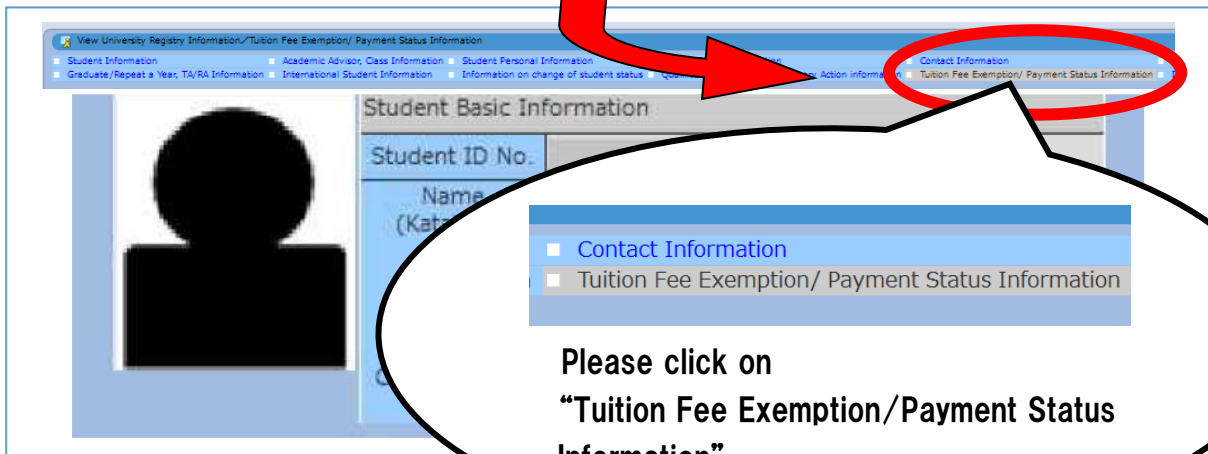 View University Registry Information／Tuition Fee Exemption/ Payment Status Information
Student Information Academic Advisor, Class Information Student Personal Information Contact Information
Graduate/Repeat a Year, TA/RA Information International Student Information Information on change of student status Action information Tuition Fee Exemption/ Payment Status Information
Student Basic Information
Student ID No.
Name
Contact Information
Tuition Fee Exemption/ Payment Status Information
Please click on
“Tuition Fee Exemption/Payment Status
Information”